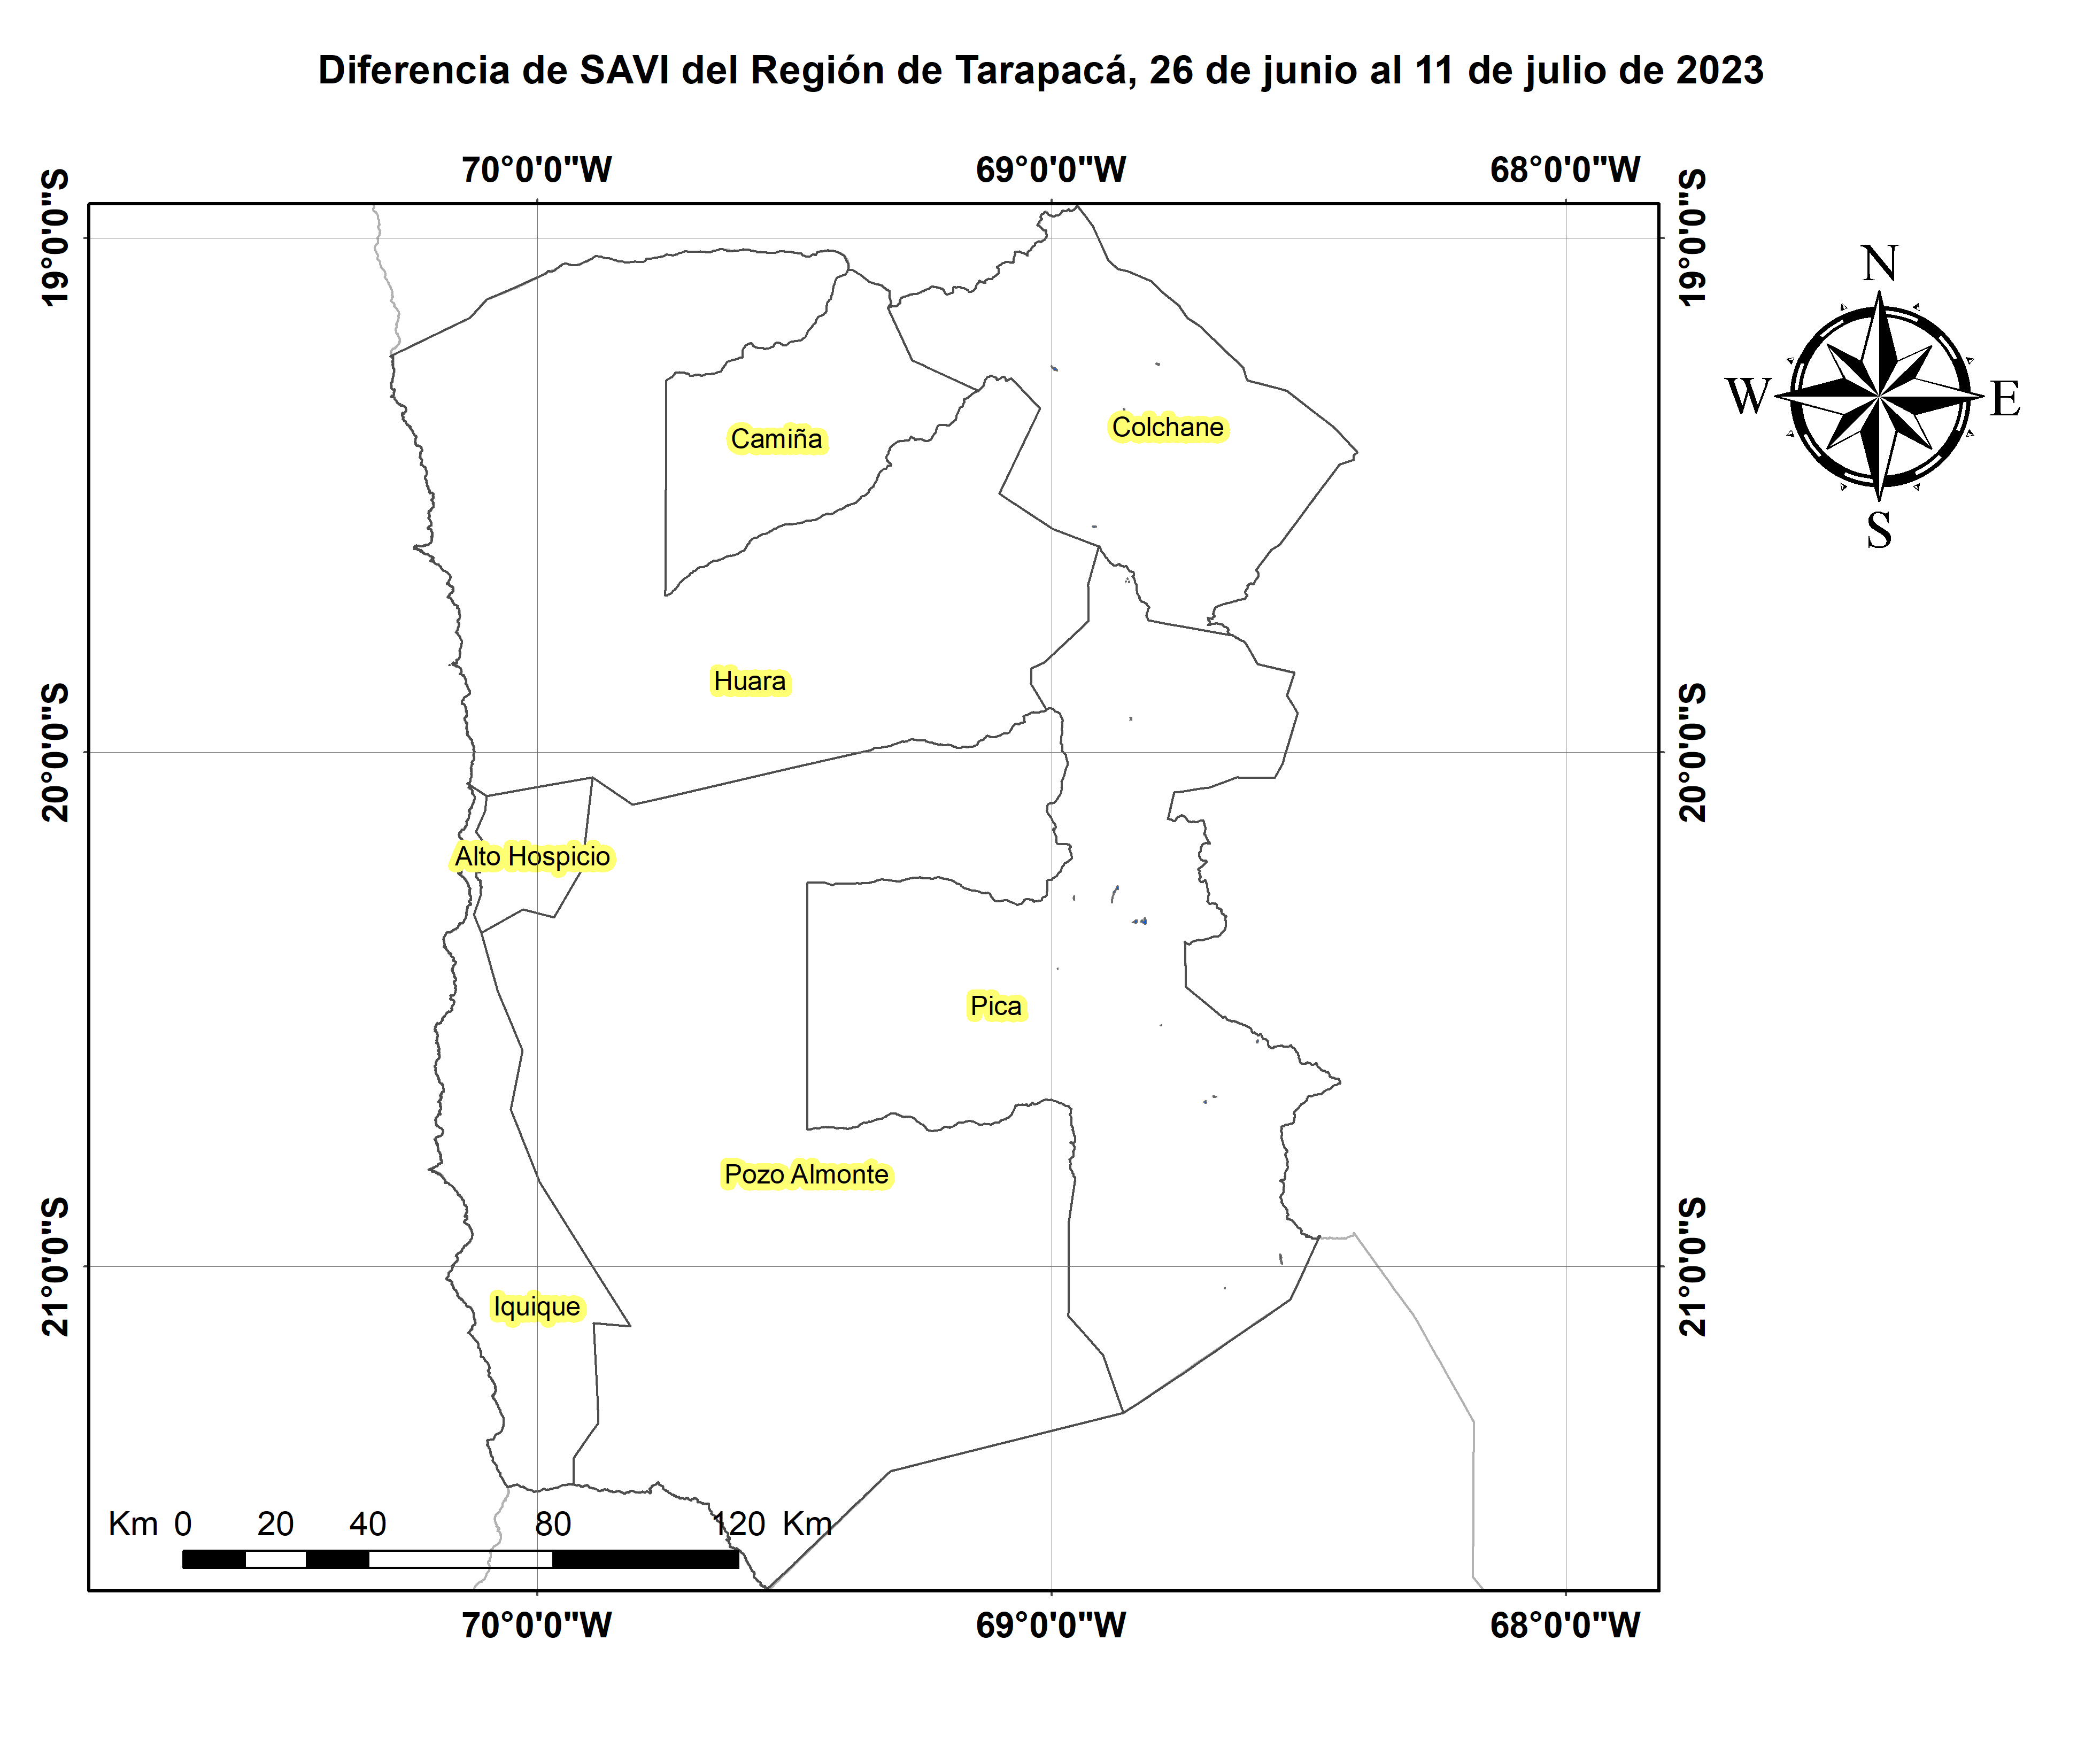 Diferencia de SAVI del Región de Tarapacá, 26 de junio al 11 de julio de 2023
70°0'0"W 69°0'0"W 68°0'0"W
19°0'0"S 19°0'0"S
N
W E
S
Camiña
Colchane
Huara
20°0'0"S 20°0'0"S
Alto Hospicio
Pica
Pozo Almonte
21°0'0"S 21°0'0"S
Iquique
Km 0 20 40 80 120 Km
70°0'0"W 69°0'0"W 68°0'0"W